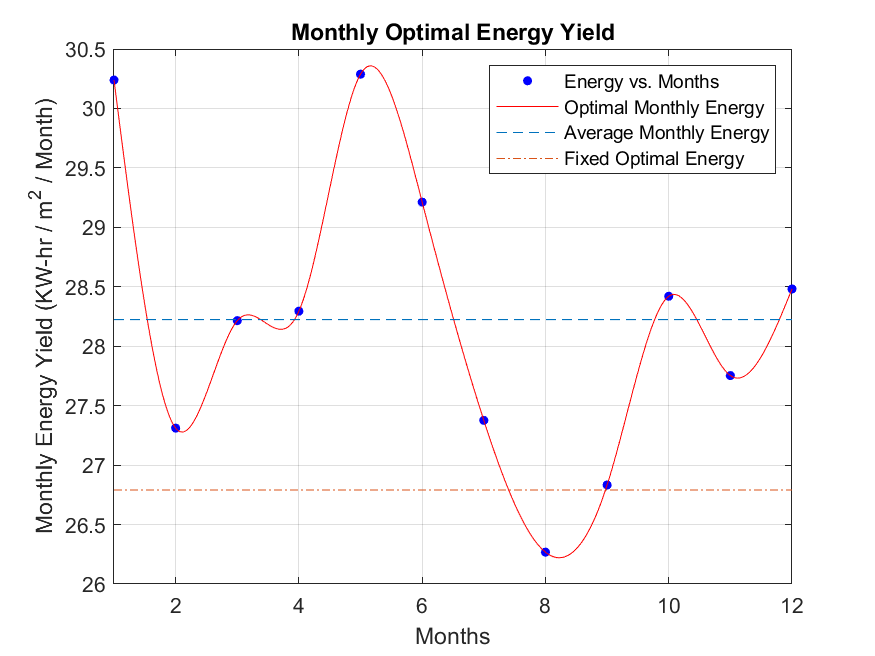 Monthly Optimal Energy Yield
30.5
30
29.5
29
28.5
28
27.5
27
26.5
26
Monthly Energy Yield (KW-hr / m² / Month)
Energy vs. Months
Optimal Monthly Energy
Average Monthly Energy
Fixed Optimal Energy
2 4 6 8 10 12
Months